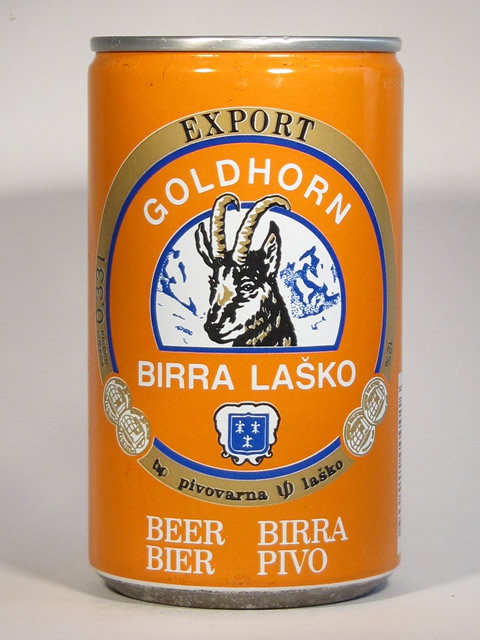 EXPORT
GOLDHORN
0,33 l
BIRRA LAŠKO
pivovarna laško
BEER BIRRA
BIER PIVO